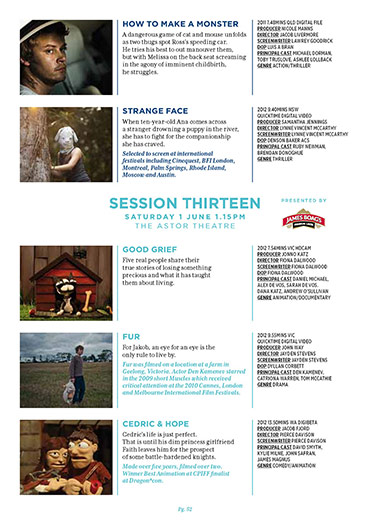 HOW TO MAKE A MONSTER
A dangerous game of cat and mouse unfolds
as two thugs spot Ross's speeding car.
He tries his best to out maneuver them,
but with Melissa on the back seat screaming
in the agony of imminent childbirth,
he struggles.
2011 7.40MINS QLD DIGITAL FILE
PRODUCER NICOLE MANNS
DIRECTOR JACOB LIVERMORE
SCREENWRITER LAWREY GOODRICK
DOP LUIS A BRAN
PRINCIPAL CAST MICHAEL DORMAN,
TOBY TRUSLOVE, ASHLEE LOLLBACK
GENRE ACTION/THRILLER
STRANGE FACE
When ten-year-old Ana comes across
a stranger drowning a puppy in the river,
she has to fight for the companionship
she has craved.
Selected to screen at international
festivals including Cinequest, BFI London,
Montreal, Palm Springs, Rhode Island,
Moscow and Austin.
2012 9.40MINS NSW
QUICKTIME DIGITAL VIDEO
PRODUCER SAMANTHA JENNINGS
DIRECTOR LYNNE VINCENT MCCARTHY
SCREENWRITER LYNNE VINCENT MCCARTHY
DOP DENSON BAKER ACS
PRINCIPAL CAST RUBY NEWMAN,
BRENDAN DONOGHUE
GENRE THRILLER
SESSION THIRTEEN
SATURDAY 1 JUNE 1.15PM
THE ASTOR THEATRE
PRESENTED BY
JAMES BOAG'S
GOOD GRIEF
Five real people share their
true stories of losing something
precious and what it has taught
them about living.
2012 7.54MINS VIC HDCAM
PRODUCER JONNO KATZ
DIRECTOR FIONA DALWOOD
SCREENWRITER FIONA DALWOOD
DOP FIONA DALWOOD
PRINCIPAL CAST DANIEL MICHAEL,
ALEY DE VOS, SARAH DE VOS,
DANA KATZ, ANDREW O'SULLIVAN
GENRE ANIMATION/DOCUMENTARY
FUR
For Jakob, an eye for an eye is the
only rule to live by.
Fur was filmed on a location at a farm in
Geelong, Victoria. Actor Den Kamenev starred
in the 2009 short Muscles which received
critical attention at the 2010 Cannes, London
and Melbourne International Film Festivals.
2012 9.55MINS VIC
QUICKTIME DIGITAL VIDEO
PRODUCER JOHN WAY
DIRECTOR JAYDEN STEVENS
SCREENWRITER JAYDEN STEVENS
DOP DYLLAN CORBETT
PRINCIPAL CAST DEN KAMENEV,
CATRIONA WARREN, TOM MCCATHIE
GENRE DRAMA
CEDRIC & HOPE
Cedric's life is just perfect.
That is until his dim princess girlfriend
Faith leaves him for the prospect
of some battle-hardened knights.
Made over five years, filmed over two.
Winner Best Animation at CPIFF finalist
at Dragon*con.
2012 13.50MINS WA DIGIBETA
PRODUCER JACOB FJORD
DIRECTOR PIERCE DAVISON
SCREENWRITER PIERCE DAVISON
PRINCIPAL CAST DAVID SMYTH,
KYLIE MILNE, JOHN SAFRAN,
JAMES MAGNUS
GENRE COMEDY/ANIMATION
Pg. 52